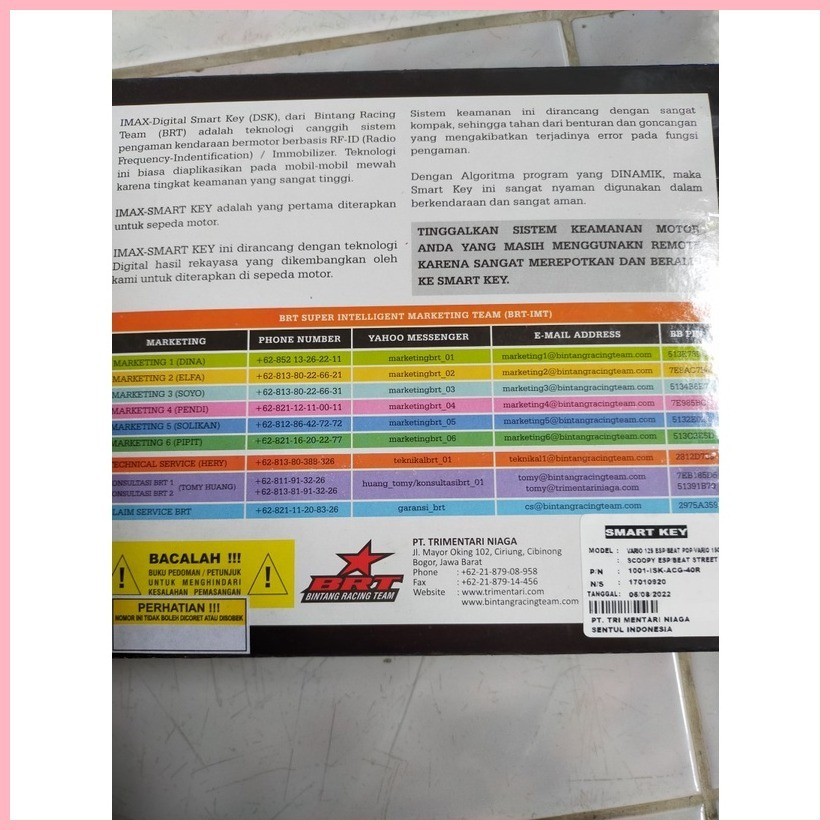 IMAX-Digital Smart Key (DSK), dari Bintang Racing
Team (BRT) adalah teknologi canggih sistem
pengaman kendaraan bermotor berbasis RF-ID (Radio
Frequency-Indentification) / Immobilizer. Teknologi
ini biasa diaplikasikan pada mobil-mobil mewah
karena tingkat keamanan yang sangat tinggi.
IMAX-SMART KEY adalah yang pertama diterapkan
untuk sepeda motor.
IMAX-SMART KEY ini dirancang dengan teknologi
Digital hasil rekayasa yang dikembangkan oleh
kami untuk diterapkan di sepeda motor.
Sistem keamanan ini dirancang dengan sangat
kompak, sehingga tahan dari benturan dan goncangan
yang mengakibatkan terjadinya error pada fungsi
pengaman.
Dengan Algoritma program yang DINAMIK, maka
Smart Key ini sangat nyaman digunakan dalam
berkendaraan dan sangat aman.
TINGGALKAN SISTEM KEAMANAN MOTOR
ANDA YANG MASIH MENGGUNAKN REMOTE
KARENA SANGAT MEREPOTKAN DAN
KE SMART KEY.
BRT SUPER INTELLIGENT MARKETING TEAM (BRT-IMT)
MARKETING PHONE NUMBER YAHOO MESSENGER E-MAIL ADDRESS BB
MARKETING 1 (DINA) +62-852 13-26-22-11 marketingbrt_01 marketing1@bintangracingteam.com
MARKETING 2 (ELFA) +62-813-80-22-66-21 marketingbrt_02 marketing2@bintangracingteam.com
MARKETING 3 (SOYO) +62-813-80-22-66-31 marketingbrt_03 marketing3@bintangracingteam.com
MARKETING 4 (PENDI) +62-821-12-11-00-11 marketingbrt_04 marketing4@bintangracingteam.com
MARKETING 5 (SOLIKAN) +62-812-86-42-72-72 marketingbrt_05 marketing5@bintangracingteam.com
MARKETING 6 (PIPIT) +62-821-16-20-22-77 marketingbrt_06 marketing6@bintangracingteam.com
TECHNICAL SERVICE (HERY) +62-813-80-388-326 teknikalbrt_01 teknikal1@bintangracingteam.com
KONSULTASI BRT 1 (TOMY HUANG) +62-811-91-32-26 huang_tomy/konsultasibrt_01 tomy@bintangracingteam.com
KONSULTASI BRT 2 +62-813-81-91-32-26 tomy@trimentariniaga.com
KLAIM SERVICE BRT +62-821-11-20-83-26 garansi_brt cs@bintangracingteam.com
BACALAH !!!
BUKU PEDOMAN / PETUNJUK
UNTUK MENGHINDARI
KESALAHAN PEMASANGAN
PERHATIAN !!!
NOMOR INI TIDAK BOLEH DICORET ATAU DISOBEK
BRT
BINTANG RACING TEAM
PT. TRIMENTARI NIAGA
Jl. Mayor Oking 102, Ciriung, Cibinong
Bogor, Jawa Barat
Phone : +62-21-879-08-958
Fax : +62-21-879-14-456
Website : www.trimentari.com
www.bintangracingteam.com
SMART KEY
MODEL : VARIO 125 ESP/BEAT POP/VARIO 150
: SCOOPY ESP/BEAT STREET
P/N : 1001-ISK-ACG-40R
N/S : 17010920
TANGGAL : 06/08/2022
PT. TRI MENTARI NIAGA
SENTUL INDONESIA